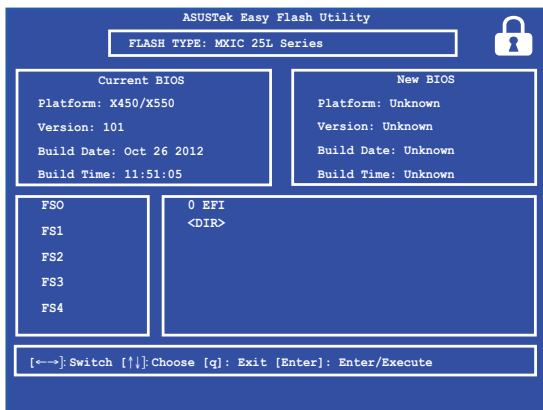 ASUSTek Easy Flash Utility
FLASH TYPE: MXIC 25L Series
Current BIOS
Platform: X450/X550
Version: 101
Build Date: Oct 26 2012
Build Time: 11:51:05
New BIOS
Platform: Unknown
Version: Unknown
Build Date: Unknown
Build Time: Unknown
FSO
FS1
FS2
FS3
FS4
0 EFI
<DIR>
[←→]: Switch [↑↓]: Choose [q]: Exit [Enter]: Enter/Execute